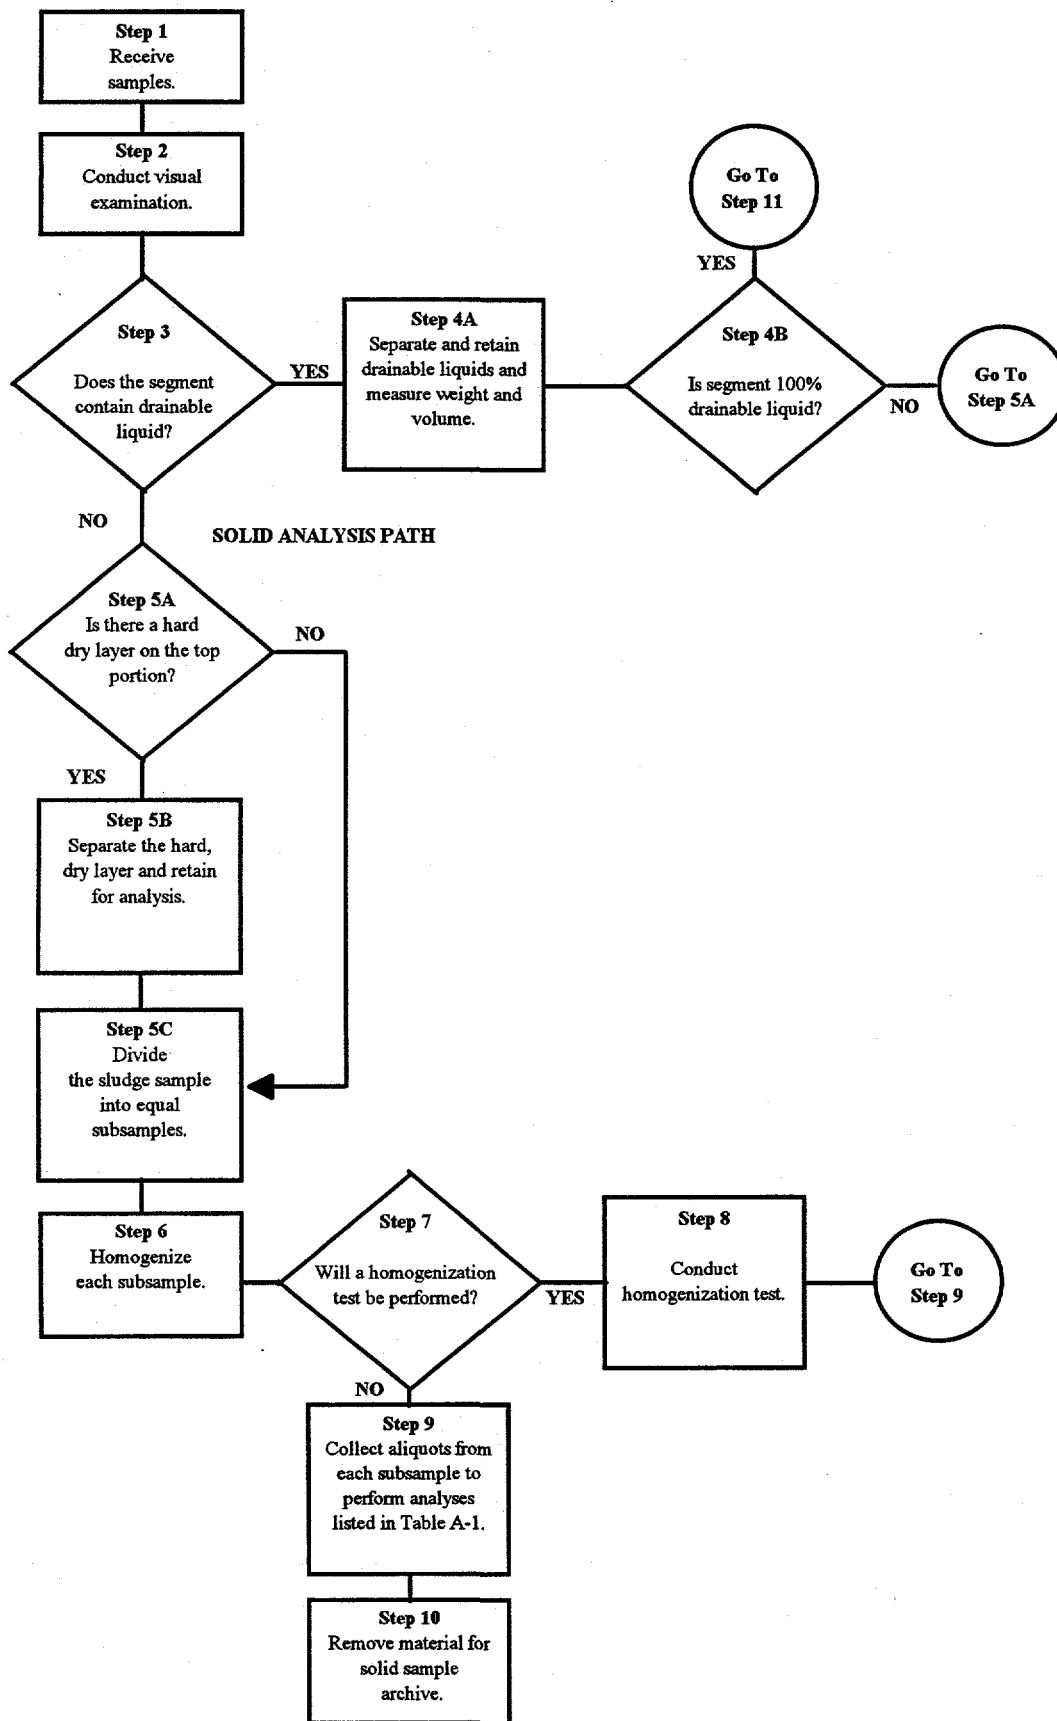 Step 1
Receive
samples.
Step 2
Conduct visual
examination.
Step 3
Does the segment
contain drainable
liquid?
YES
Step 4A
Separate and retain
drainable liquids and
measure weight and
volume.
Go To
Step 11
YES
Step 4B
Is segment 100%
drainable liquid?
NO
Go To
Step 5A
NO
SOLID ANALYSIS PATH
Step 5A
Is there a hard
dry layer on the top
portion?
NO
YES
Step 5B
Separate the hard,
dry layer and retain
for analysis.
Step 5C
Divide
the sludge sample
into equal
subsamples.
Step 6
Homogenize
each subsample.
Step 7
Will a homogenization
test be performed?
YES
Step 8
Conduct
homogenization test.
Go To
Step 9
NO
Step 9
Collect aliquots from
each subsample to
perform analyses
listed in Table A-1.
Step 10
Remove material for
solid sample
archive.